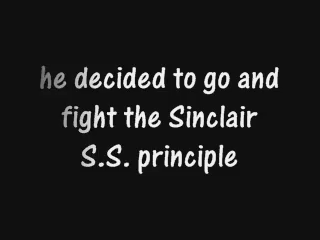 he decided to go and
fight the Sinclair
S.S. principle